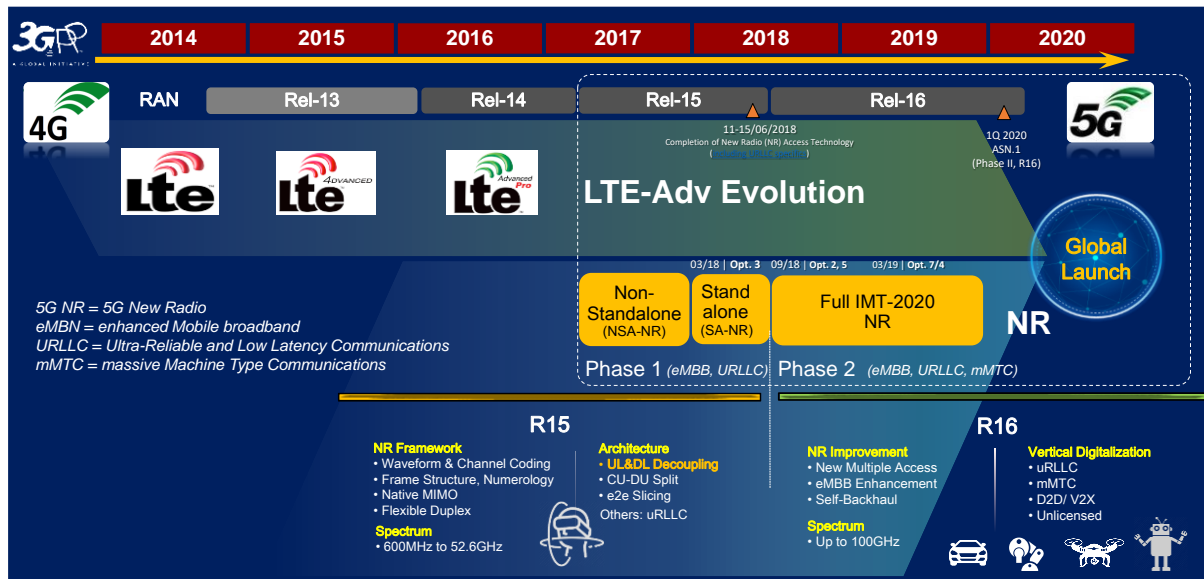 3GPP
A GLOBAL INITIATIVE
2014
2015
2016
2017
2018
2019
2020
4G
RAN
Rel-13
Rel-14
Rel-15
Rel-16
5G
11-15/06/2018
Completion of New Radio (NR) Access Technology
(including URLLC specific)
1Q 2020
ASN.1
(Phase II, R16)
Lte
Lte 4DVANCED
Lte Advanced Pro
LTE-Adv Evolution
Global
Launch
03/18 | Opt. 3
09/18 | Opt. 2, 5
03/19 | Opt. 7/4
Non-
Standalone
(NSA-NR)
Stand
alone
(SA-NR)
Full IMT-2020
NR
NR
5G NR = 5G New Radio
eMBN = enhanced Mobile broadband
URLLC = Ultra-Reliable and Low Latency Communications
mMTC = massive Machine Type Communications
Phase 1 (eMBB, URLLC)
Phase 2 (eMBB, URLLC, mMTC)
R15
NR Framework
• Waveform & Channel Coding
• Frame Structure, Numerology
• Native MIMO
• Flexible Duplex
Spectrum
• 600MHz to 52.6GHz
Architecture
• UL&DL Decoupling
• CU-DU Split
• e2e Slicing
Others: uRLLC
R16
NR Improvement
• New Multiple Access
• eMBB Enhancement
• Self-Backhaul
Spectrum
• Up to 100GHz
Vertical Digitalization
• uRLLC
• mMTC
• D2D/ V2X
• Unlicensed